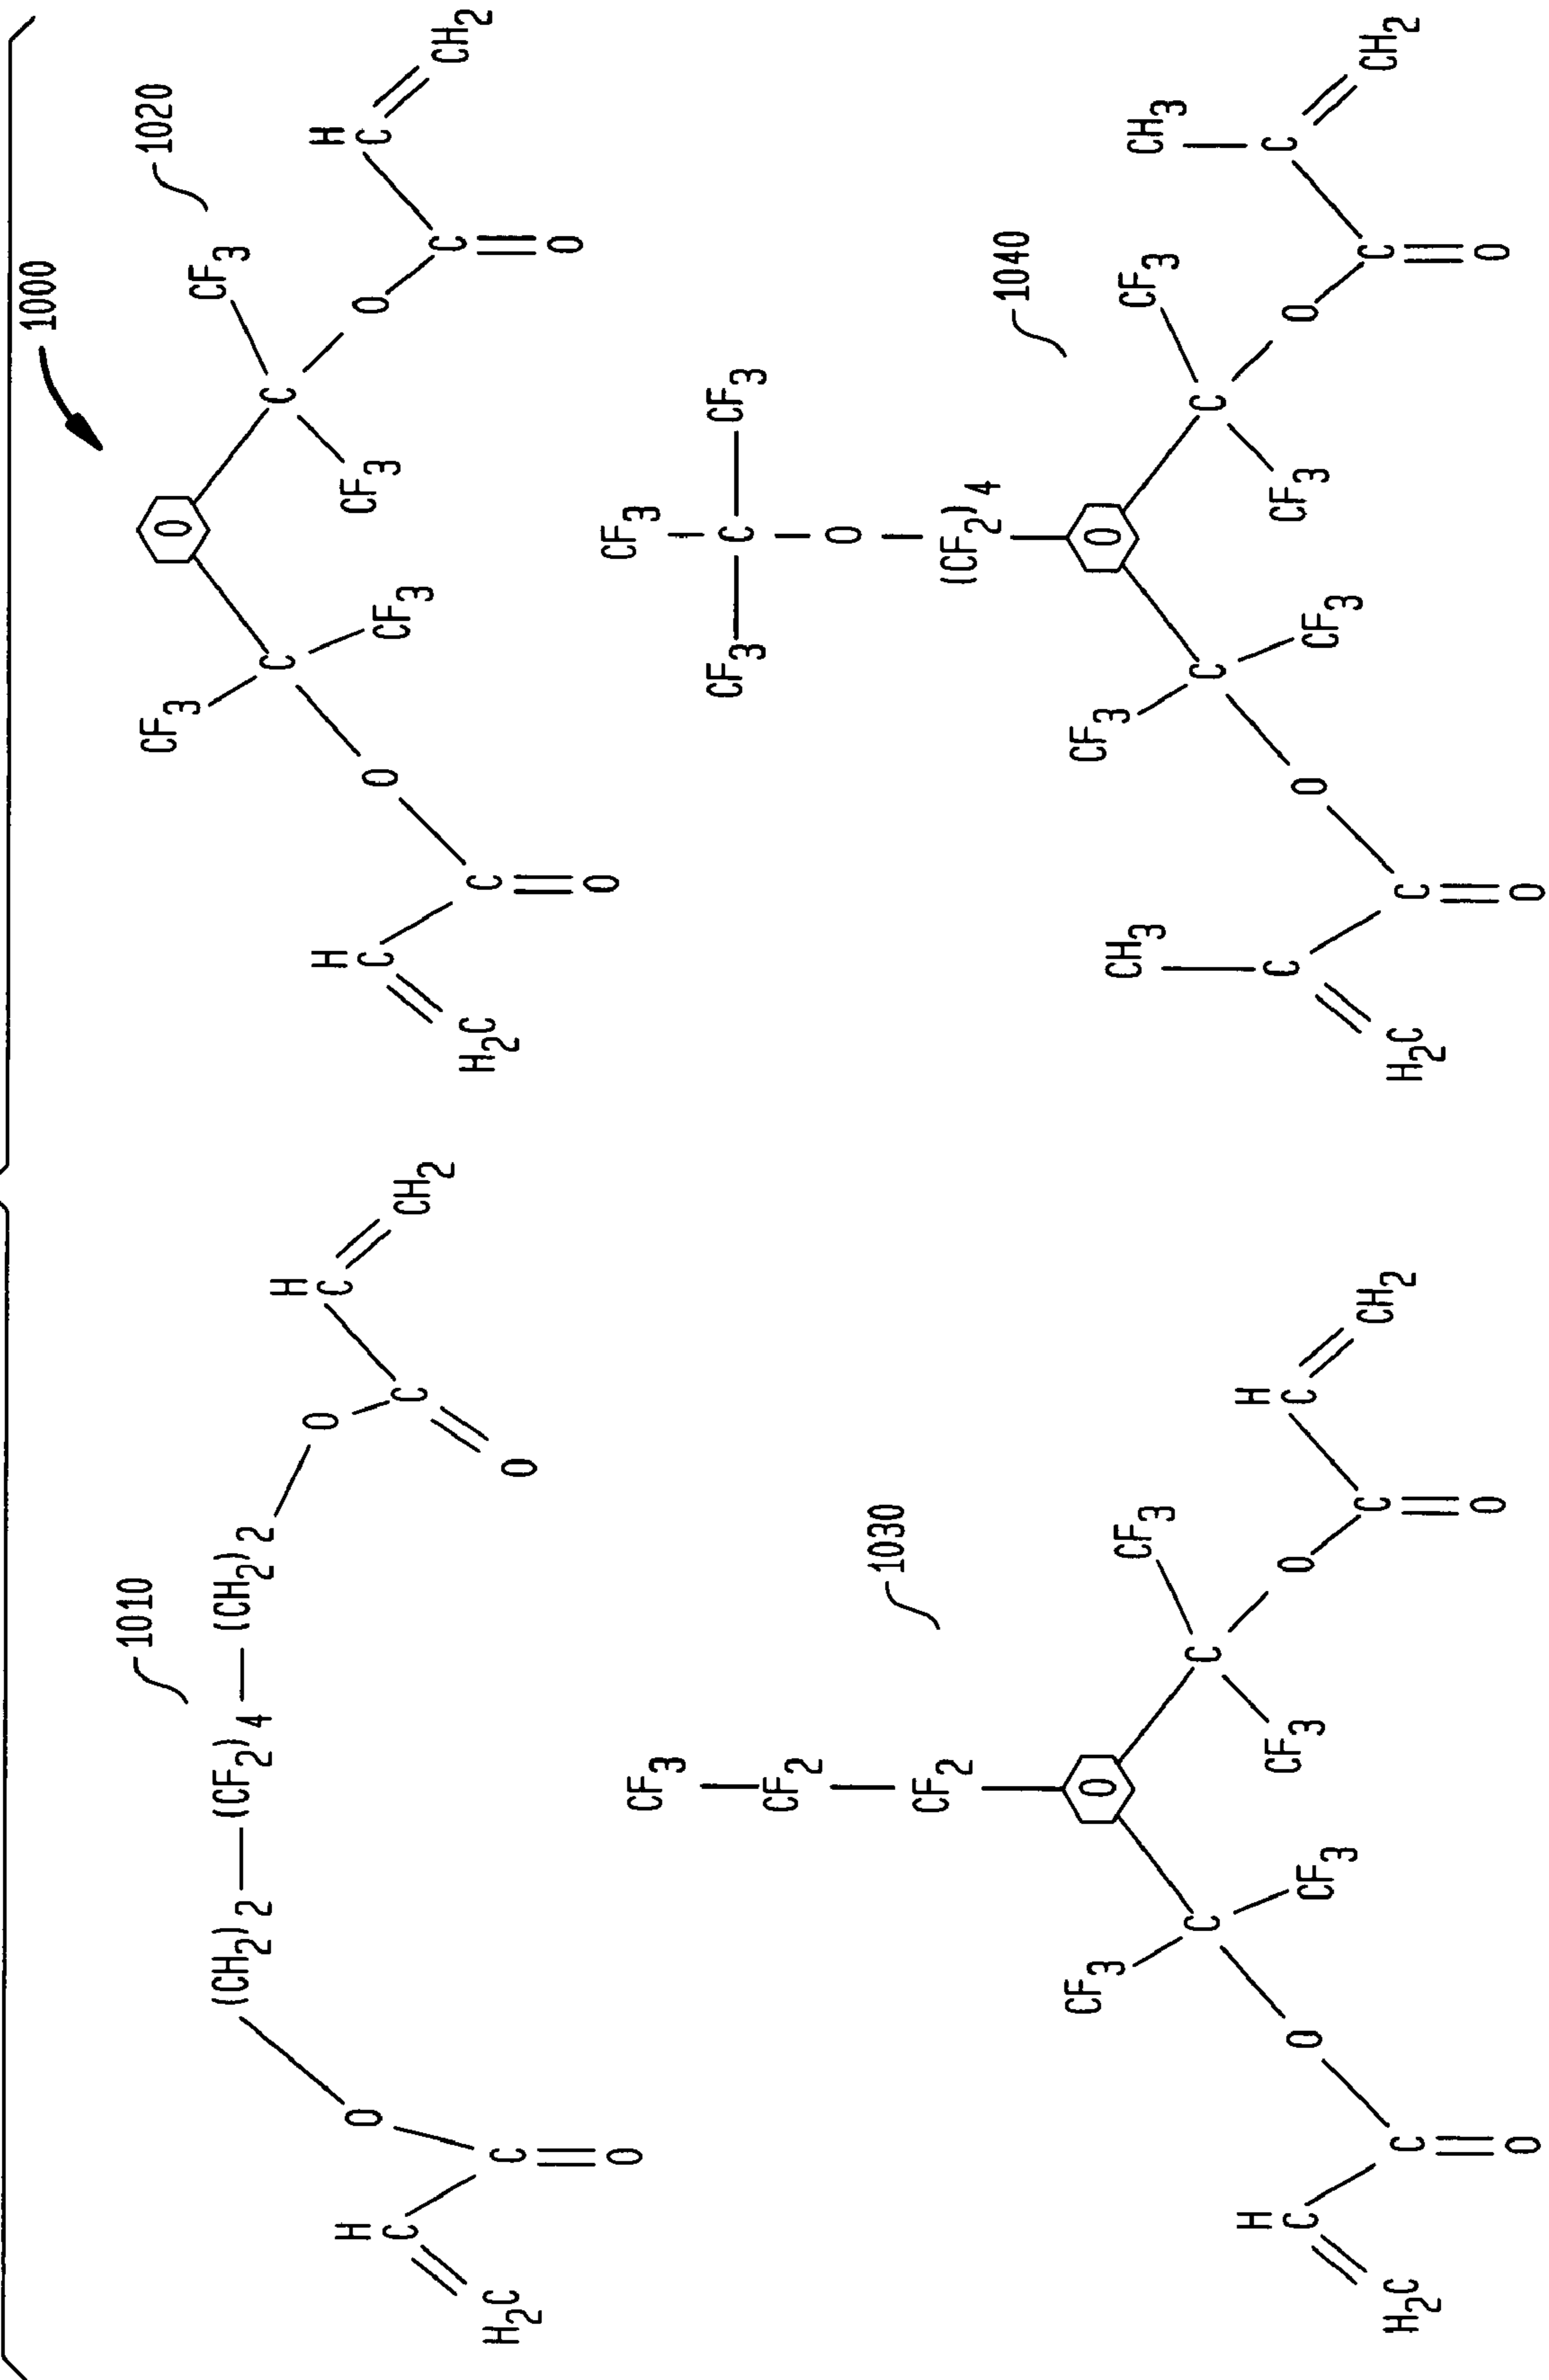 1000
1010
(CH₂)₂—(CF₂)₄—(CH₂)₂
H
O
H
O
C
C
C
C
CH₂
H₂C
O
O
1020
CF₃
CF₃
O
C
C
H
H
CF₃
CF₃
O
O
C
C
C
C
CH₂
H₂C
O
O
1030
CF₃
CF₂
CF₂
O
CF₃
CF₃
C
C
H
H
CF₃
CF₃
O
O
C
C
C
C
CH₂
H₂C
O
O
1040
CF₃
CF₃ C CF₃
O
(CF₂)₄
O
CF₃
CF₃
CH₃
CH₃
C
C
CF₃
CF₃
O
O
C
C
C
C
CH₂
H₂C
O
O